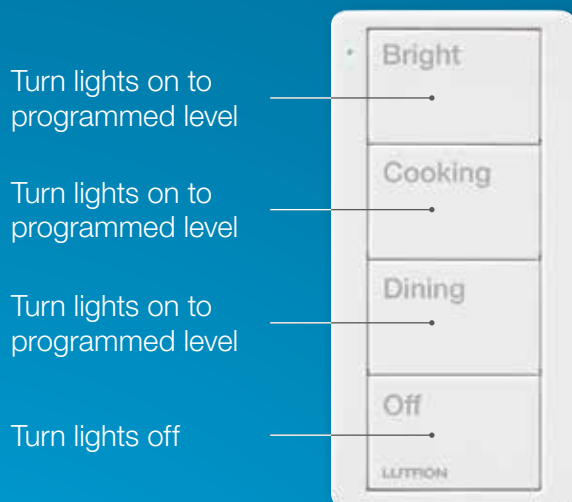 Bright
Turn lights on to
programmed level
Cooking
Turn lights on to
programmed level
Dining
Turn lights on to
programmed level
Off
Turn lights off
LUTRON